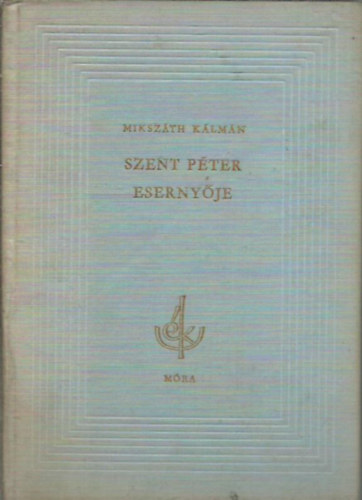 MIKSZÁTH KÁLMÁN
SZENT PÉTER
ESERNYŐJE
MÓRA